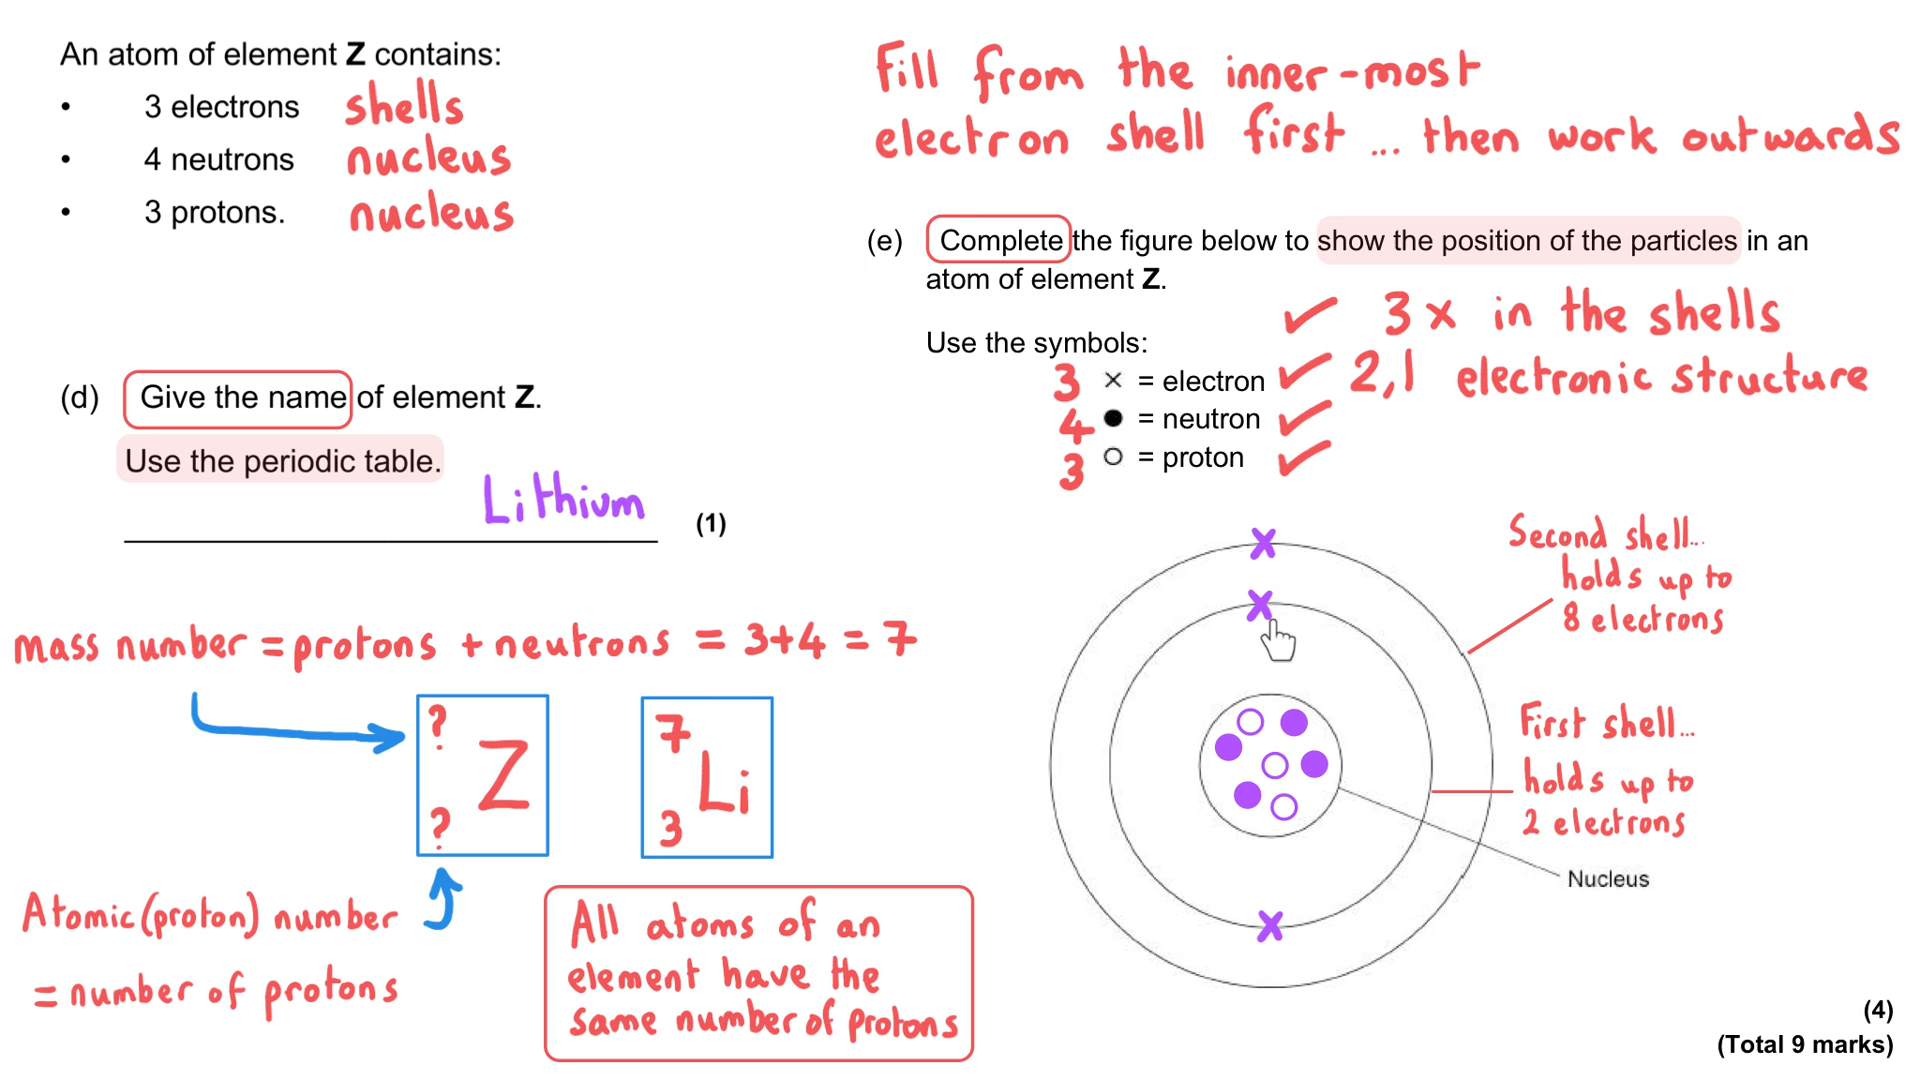 An atom of element Z contains:
• 3 electrons shells
• 4 neutrons nucleus
• 3 protons. nucleus
(d) Give the name of element Z.
Use the periodic table.
Lithium
(1)
mass number = protons + neutrons = 3+4 = 7
? Z ?
7 Li 3
Atomic (proton) number
= number of protons
All atoms of an
element have the
same number of protons
Fill from the inner-most
electron shell first ... then work outwards
(e) Complete the figure below to show the position of the particles in an
atom of element Z.
✓ 3 x in the shells
Use the symbols:
3 × = electron ✓ 2,1 electronic structure
4 ● = neutron ✓
3 ○ = proton ✓
Second shell...
holds up to
8 electrons
First shell...
holds up to
2 electrons
Nucleus
(4)
(Total 9 marks)